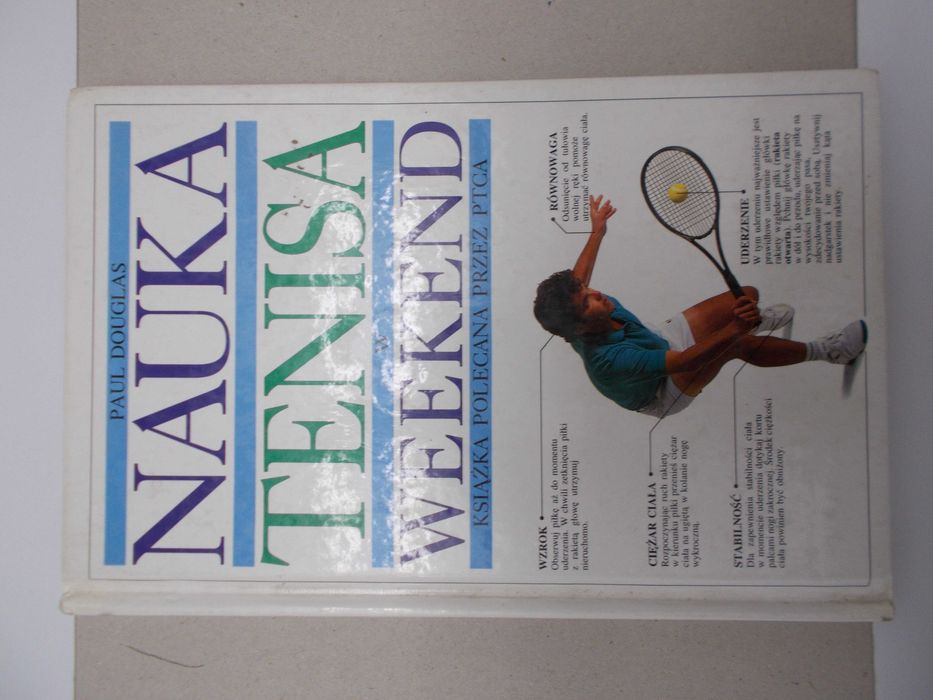 PAUL DOUGLAS
NAUKA
TENISA
WEEKEND
KSIĄŻKA POLECANA PRZEZ PTCA
WZROK
Obserwuj piłkę aż do momentu
uderzenia. W chwili zetknięcia piłki
z rakietą głowę utrzymuj
nieruchomo.
RÓWNOWAGA
Odsunięcie od tułowia
wolnej ręki pomoże
utrzymać równowagę ciała.
CIĘŻAR CIAŁA
Rozpoczynając ruch rakiety
w kierunku piłki przenieś ciężar
ciała na ugiętą w kolanie nogę
wykroczną.
UDERZENIE
W tym uderzeniu najważniejsze jest
prawidłowe ustawienie główki
rakiety względem piłki (rakieta
otwarta). Pchnij główkę rakiety
w dół i do przodu, uderzając piłkę na
wysokości twojego pasa,
zdecydowanie przed sobą. Usztywnij
nadgarstek i nie zmieniaj kąta
ustawienia rakiety.
STABILNOŚĆ
Dla zapewnienia stabilności ciała
w momencie uderzenia dotykaj kortu
palcami nogi zakrocznej. Środek ciężkości
ciała powinien być obniżony.